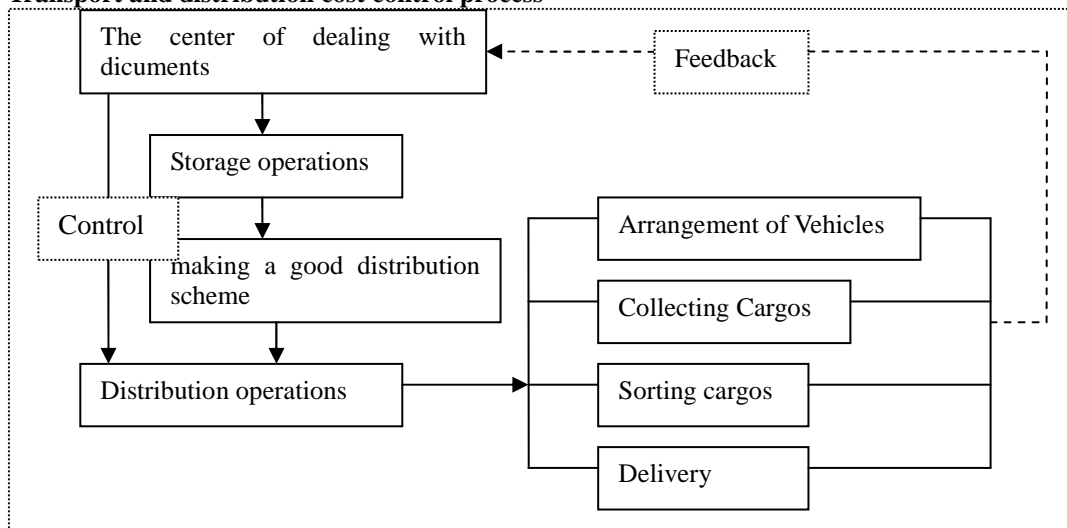 Transport and distribution cost control process
The center of dealing with
dicuments
Feedback
Storage operations
Control
Arrangement of Vehicles
making a good distribution
scheme
Collecting Cargos
Distribution operations
Sorting cargos
Delivery